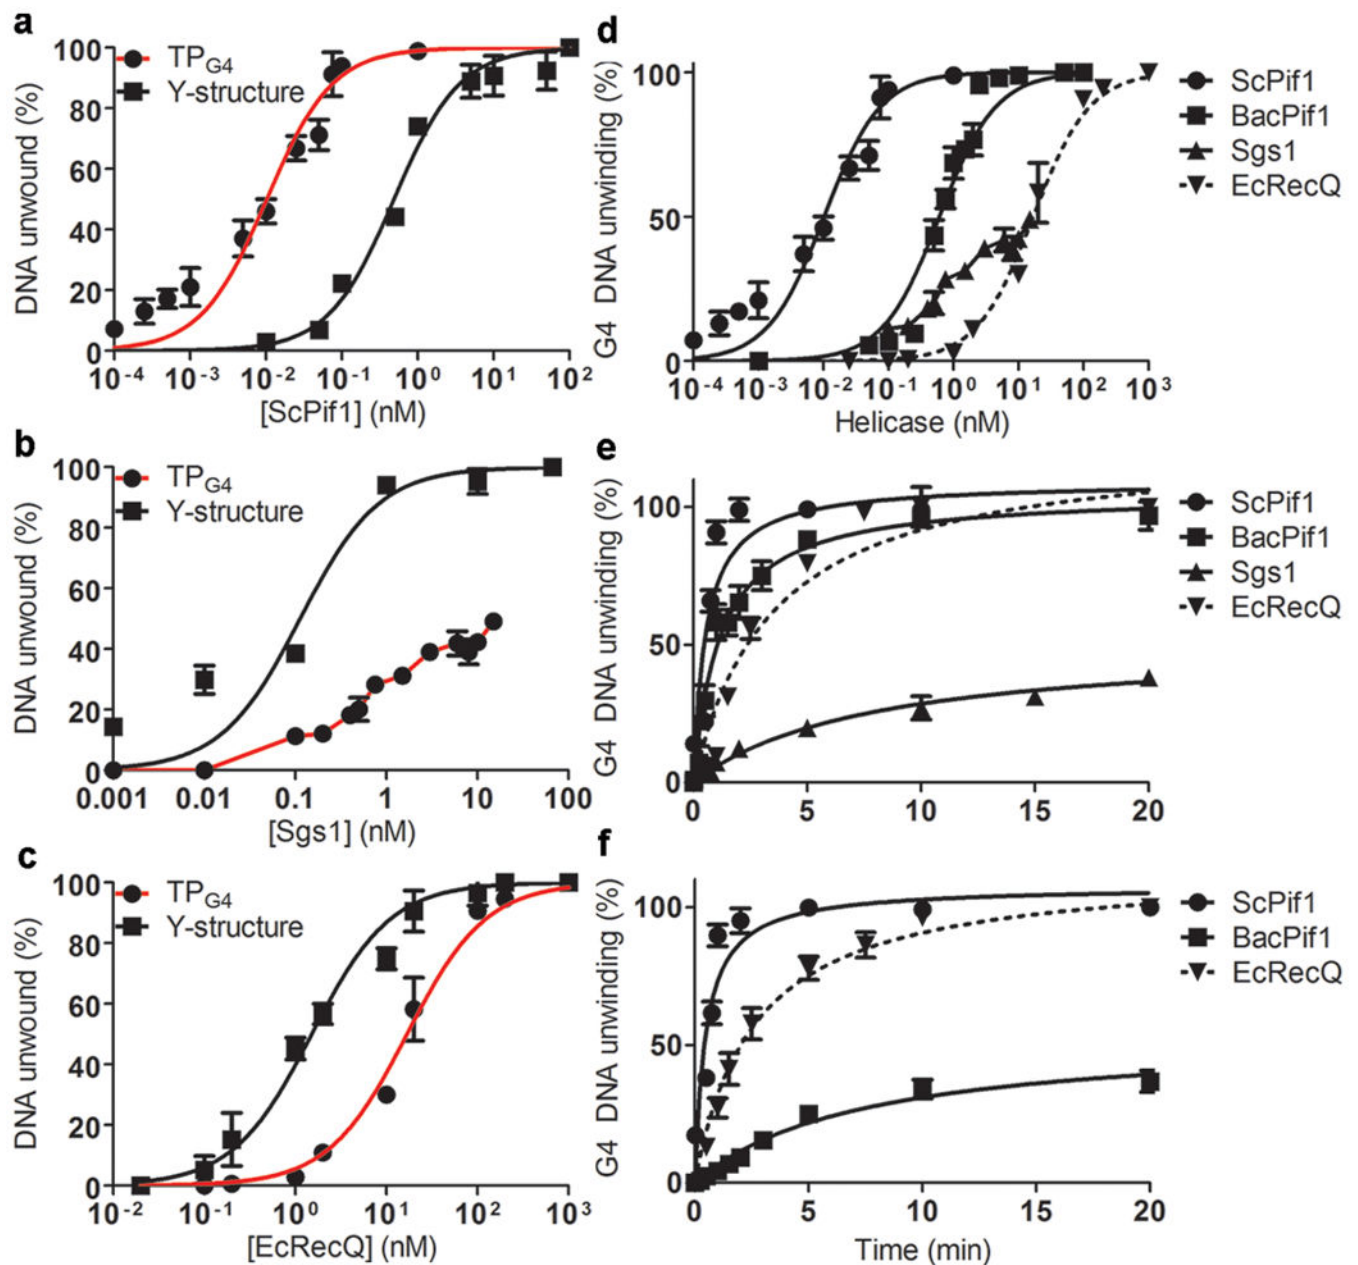 a
TPG4
Y-structure
DNA unwound (%)
100
80
60
40
20
0
10-4 10-3 10-2 10-1 100 101 102
[ScPif1] (nM)
b
TPG4
Y-structure
DNA unwound (%)
100
80
60
40
20
0
0.001 0.01 0.1 1 10 100
[Sgs1] (nM)
c
TPG4
Y-structure
DNA unwound (%)
100
80
60
40
20
0
10-2 10-1 100 101 102 103
[EcRecQ] (nM)
d
ScPif1
BacPif1
Sgs1
EcRecQ
G4 DNA unwinding (%)
100
50
0
10-4 10-3 10-2 10-1 100 101 102 103
Helicase (nM)
e
ScPif1
BacPif1
Sgs1
EcRecQ
G4 DNA unwinding (%)
100
50
0
0 5 10 15 20
f
ScPif1
BacPif1
EcRecQ
G4 DNA unwinding (%)
100
50
0
0 5 10 15 20
Time (min)